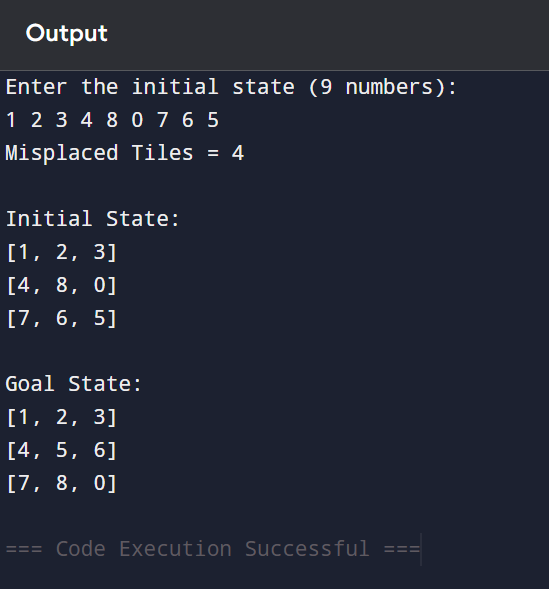 Output
Enter the initial state (9 numbers):
1 2 3 4 8 0 7 6 5
Misplaced Tiles = 4
Initial State:
[1, 2, 3]
[4, 8, 0]
[7, 6, 5]
Goal State:
[1, 2, 3]
[4, 5, 6]
[7, 8, 0]
=== Code Execution Successful ===